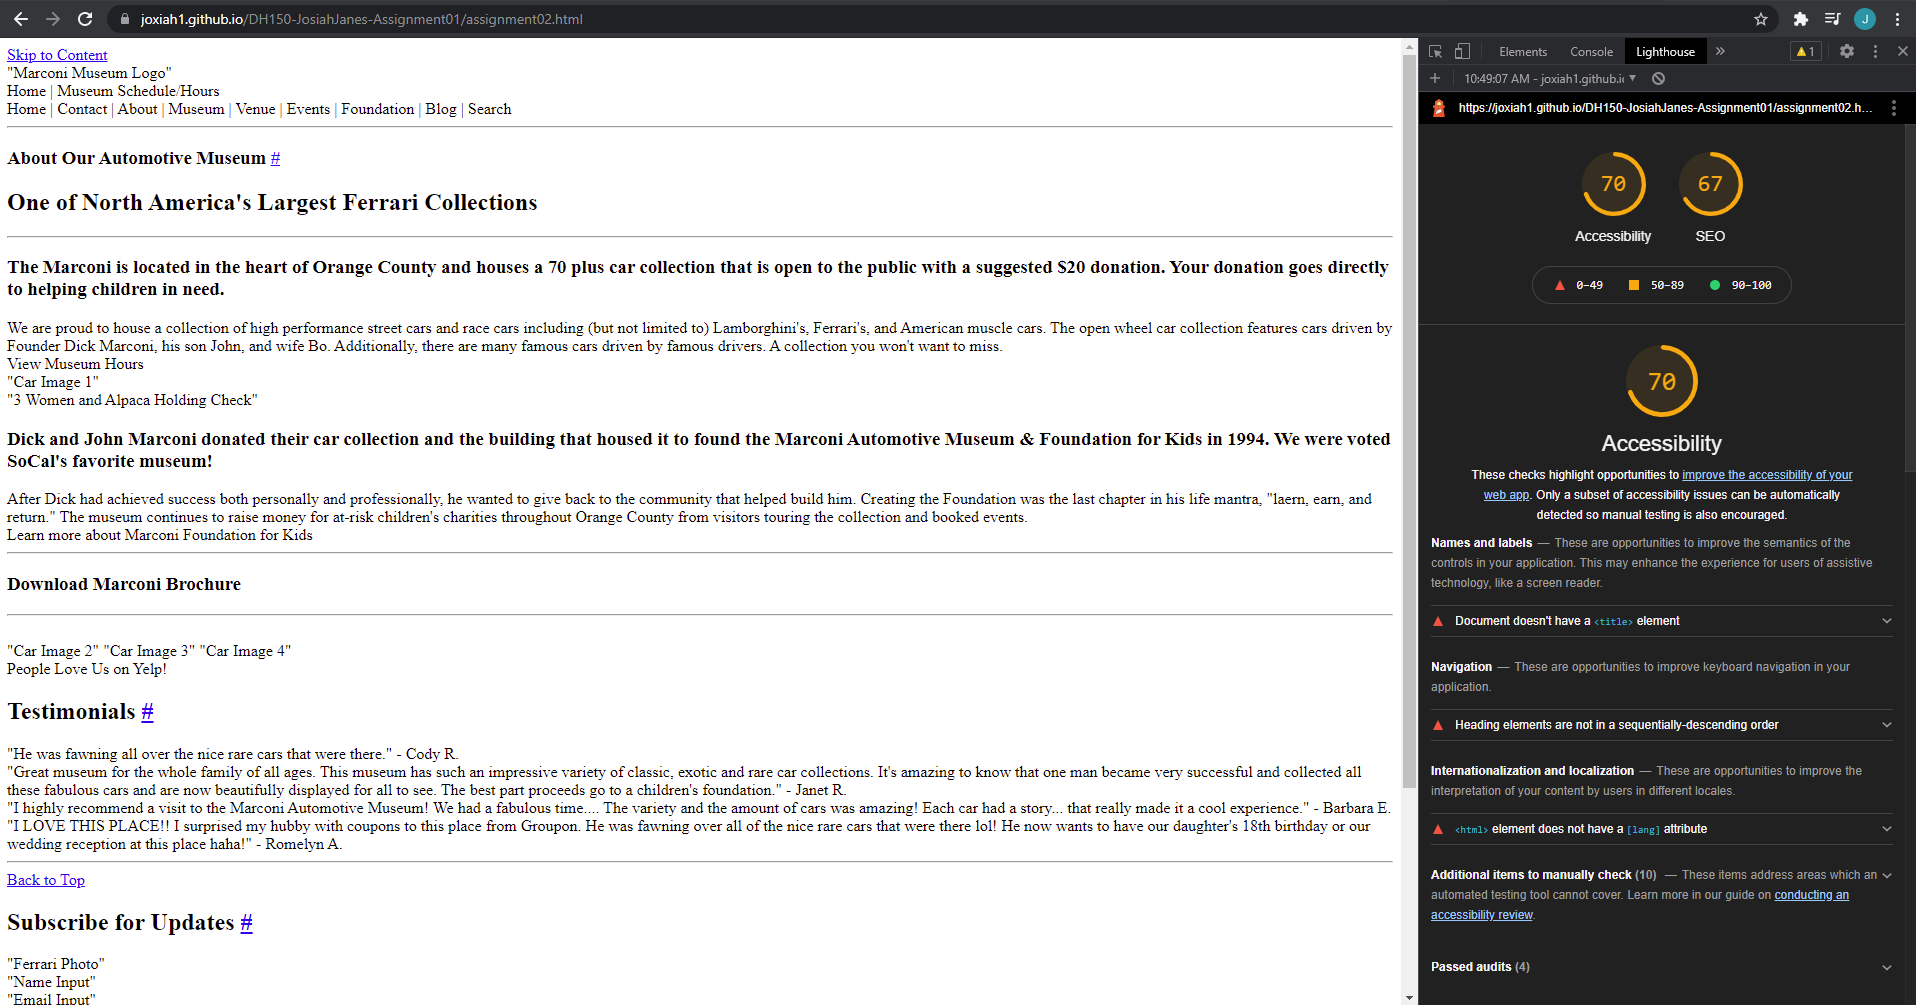 joxiah1.github.io/DH150-JosiahJanes-Assignment01/assignment02.html
J
Skip to Content
"Marconi Museum Logo"
Home | Museum Schedule/Hours
Home | Contact | About | Museum | Venue | Events | Foundation | Blog | Search
About Our Automotive Museum #
One of North America's Largest Ferrari Collections
The Marconi is located in the heart of Orange County and houses a 70 plus car collection that is open to the public with a suggested $20 donation. Your donation goes directly
to helping children in need.
We are proud to house a collection of high performance street cars and race cars including (but not limited to) Lamborghini's, Ferrari's, and American muscle cars. The open wheel car collection features cars driven by
Founder Dick Marconi, his son John, and wife Bo. Additionally, there are many famous cars driven by famous drivers. A collection you won't want to miss.
View Museum Hours
"Car Image 1"
"3 Women and Alpaca Holding Check"
Dick and John Marconi donated their car collection and the building that housed it to found the Marconi Automotive Museum & Foundation for Kids in 1994. We were voted
SoCal's favorite museum!
After Dick had achieved success both personally and professionally, he wanted to give back to the community that helped build him. Creating the Foundation was the last chapter in his life mantra, "laern, earn, and
return." The museum continues to raise money for at-risk children's charities throughout Orange County from visitors touring the collection and booked events.
Learn more about Marconi Foundation for Kids
Download Marconi Brochure
"Car Image 2" "Car Image 3" "Car Image 4"
People Love Us on Yelp!
Testimonials #
"He was fawning all over the nice rare cars that were there." - Cody R.
"Great museum for the whole family of all ages. This museum has such an impressive variety of classic, exotic and rare car collections. It's amazing to know that one man became very successful and collected all
these fabulous cars and are now beautifully displayed for all to see. The best part proceeds go to a children's foundation." - Janet R.
"I highly recommend a visit to the Marconi Automotive Museum! We had a fabulous time.... The variety and the amount of cars was amazing! Each car had a story... that really made it a cool experience." - Barbara E.
"I LOVE THIS PLACE!! I surprised my hubby with coupons to this place from Groupon. He was fawning over all of the nice rare cars that were there lol! He now wants to have our daughter's 18th birthday or our
wedding reception at this place haha!" - Romelyn A.
Back to Top
Subscribe for Updates #
"Ferrari Photo"
"Name Input"
"Email Input"
Elements Console Lighthouse 1
10:49:07 AM - joxiah1.github.i
https://joxiah1.github.io/DH150-JosiahJanes-Assignment01/assignment02.h...
70 67
Accessibility SEO
0–49 50–89 90–100
70
Accessibility
These checks highlight opportunities to improve the accessibility of your
web app. Only a subset of accessibility issues can be automatically
detected so manual testing is also encouraged.
Names and labels — These are opportunities to improve the semantics of the
controls in your application. This may enhance the experience for users of assistive
technology, like a screen reader.
Document doesn't have a <title> element
Navigation — These are opportunities to improve keyboard navigation in your
application.
Heading elements are not in a sequentially-descending order
Internationalization and localization — These are opportunities to improve the
interpretation of your content by users in different locales.
<html> element does not have a [lang] attribute
Additional items to manually check (10) — These items address areas which an
automated testing tool cannot cover. Learn more in our guide on conducting an
accessibility review.
Passed audits (4)